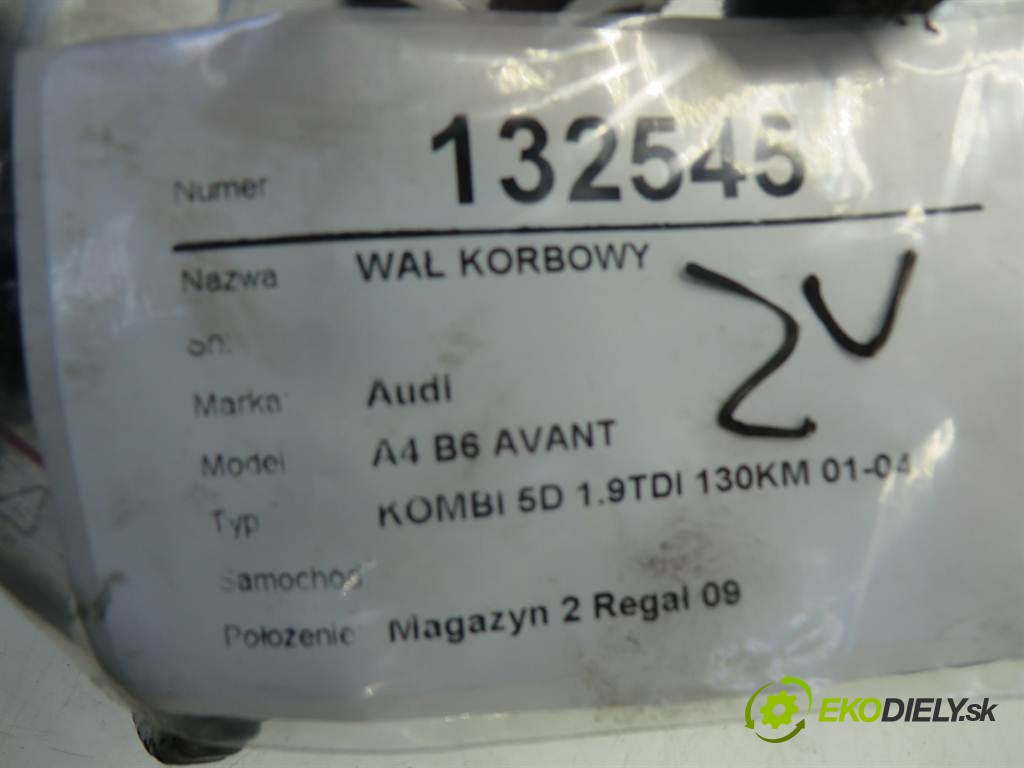 Numer 132545
Nazwa WAŁ KORBOWY
Sn:
Marka Audi
Model A4 B6 AVANT
Typ KOMBI 5D 1.9TDI 130KM 01-04
Samochod
Położenie Magazyn 2 Regał 09
EKODIELY.sk